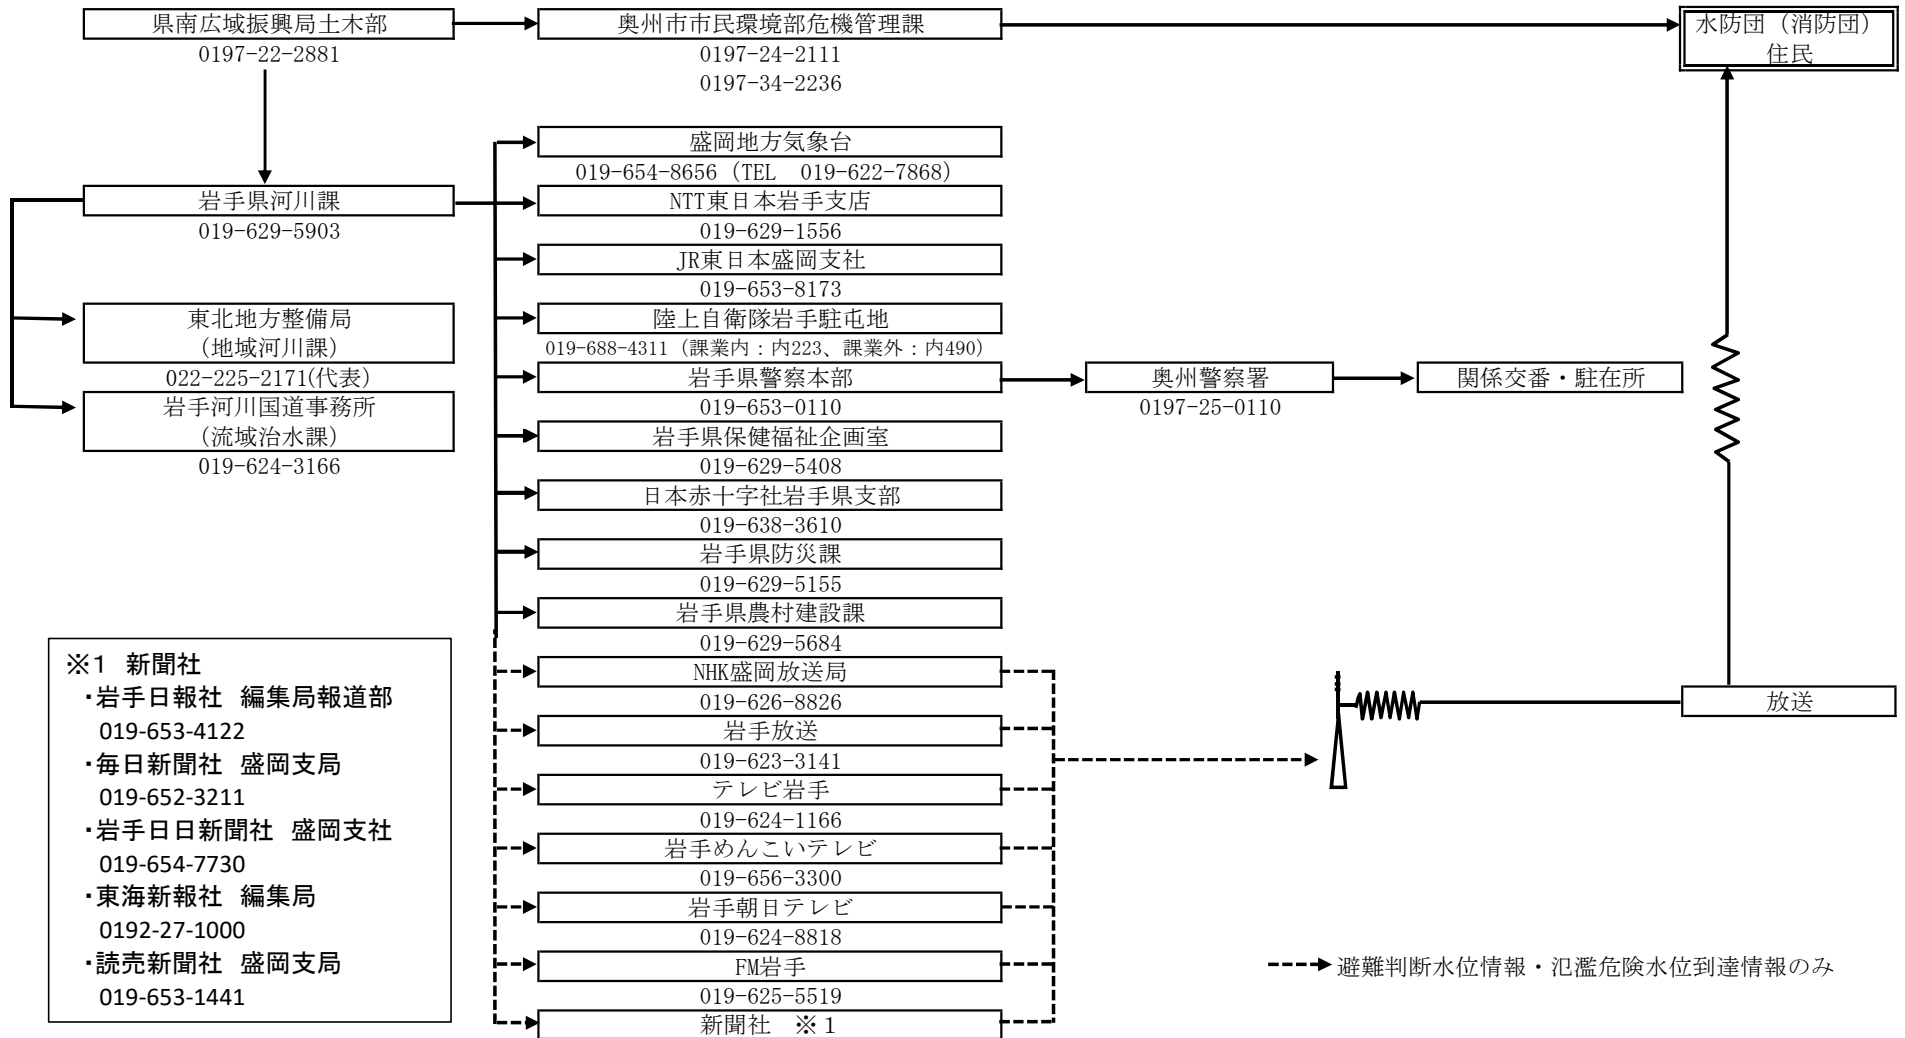 県南広域振興局土木部
0197-22-2881
奥州市市民環境部危機管理課
0197-24-2111
0197-34-2236
水防団（消防団）
住民
岩手県河川課
019-629-5903
東北地方整備局
（地域河川課）
022-225-2171(代表）
岩手河川国道事務所
（流域治水課）
019-624-3166
盛岡地方気象台
019-654-8656（TEL　019-622-7868）
NTT東日本岩手支店
019-629-1556
JR東日本盛岡支社
019-653-8173
陸上自衛隊岩手駐屯地
019-688-4311（課業内：内223、課業外：内490）
岩手県警察本部
019-653-0110
奥州警察署
0197-25-0110
関係交番・駐在所
岩手県保健福祉企画室
019-629-5408
日本赤十字社岩手県支部
019-638-3610
岩手県防災課
019-629-5155
岩手県農村建設課
019-629-5684
NHK盛岡放送局
019-626-8826
岩手放送
019-623-3141
テレビ岩手
019-624-1166
岩手めんこいテレビ
019-656-3300
岩手朝日テレビ
019-624-8818
FM岩手
019-625-5519
新聞社　※１
放送
避難判断水位情報・氾濫危険水位到達情報のみ
※１　新聞社
・岩手日報社　編集局報道部
019-653-4122
・毎日新聞社　盛岡支局
019-652-3211
・岩手日日新聞社　盛岡支社
019-654-7730
・東海新報社　編集局
0192-27-1000
・読売新聞社　盛岡支局
019-653-1441